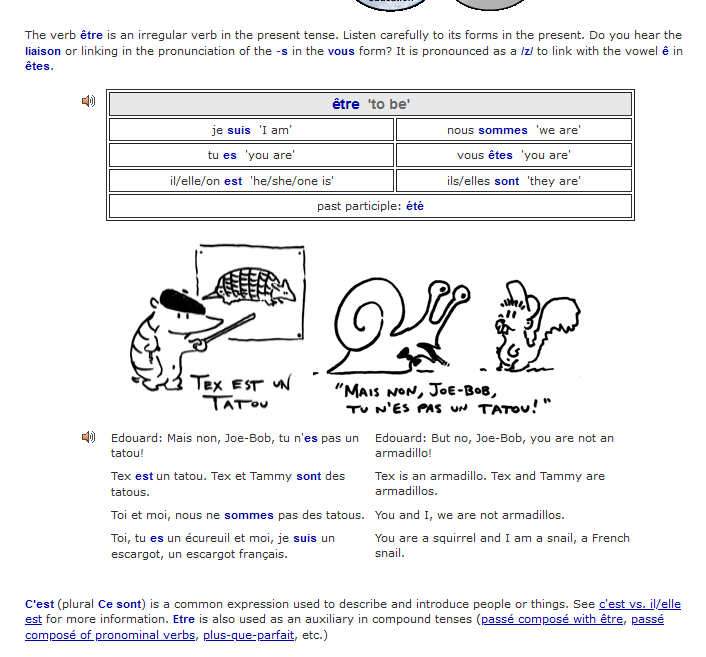 The verb être is an irregular verb in the present tense. Listen carefully to its forms in the present. Do you hear the
liaison or linking in the pronunciation of the -s in the vous form? It is pronounced as a /z/ to link with the vowel ê in
êtes.
être 'to be'
je suis 'I am'
nous sommes 'we are'
tu es 'you are'
vous êtes 'you are'
il/elle/on est 'he/she/one is'
ils/elles sont 'they are'
past participle: été
TEX EST UN
TATOU
"MAIS NON, JOE-BOB,
TU N'ES PAS UN TATOU!"
Edouard: Mais non, Joe-Bob, tu n'es pas un
tatou!
Edouard: But no, Joe-Bob, you are not an
armadillo!
Tex est un tatou. Tex et Tammy sont des
tatous.
Tex is an armadillo. Tex and Tammy are
armadillos.
Toi et moi, nous ne sommes pas des tatous.
You and I, we are not armadillos.
Toi, tu es un écureuil et moi, je suis un
escargot, un escargot français.
You are a squirrel and I am a snail, a French
snail.
C'est (plural Ce sont) is a common expression used to describe and introduce people or things. See c'est vs. il/elle
est for more information. Etre is also used as an auxiliary in compound tenses (passé composé with être, passé
composé of pronominal verbs, plus-que-parfait, etc.)